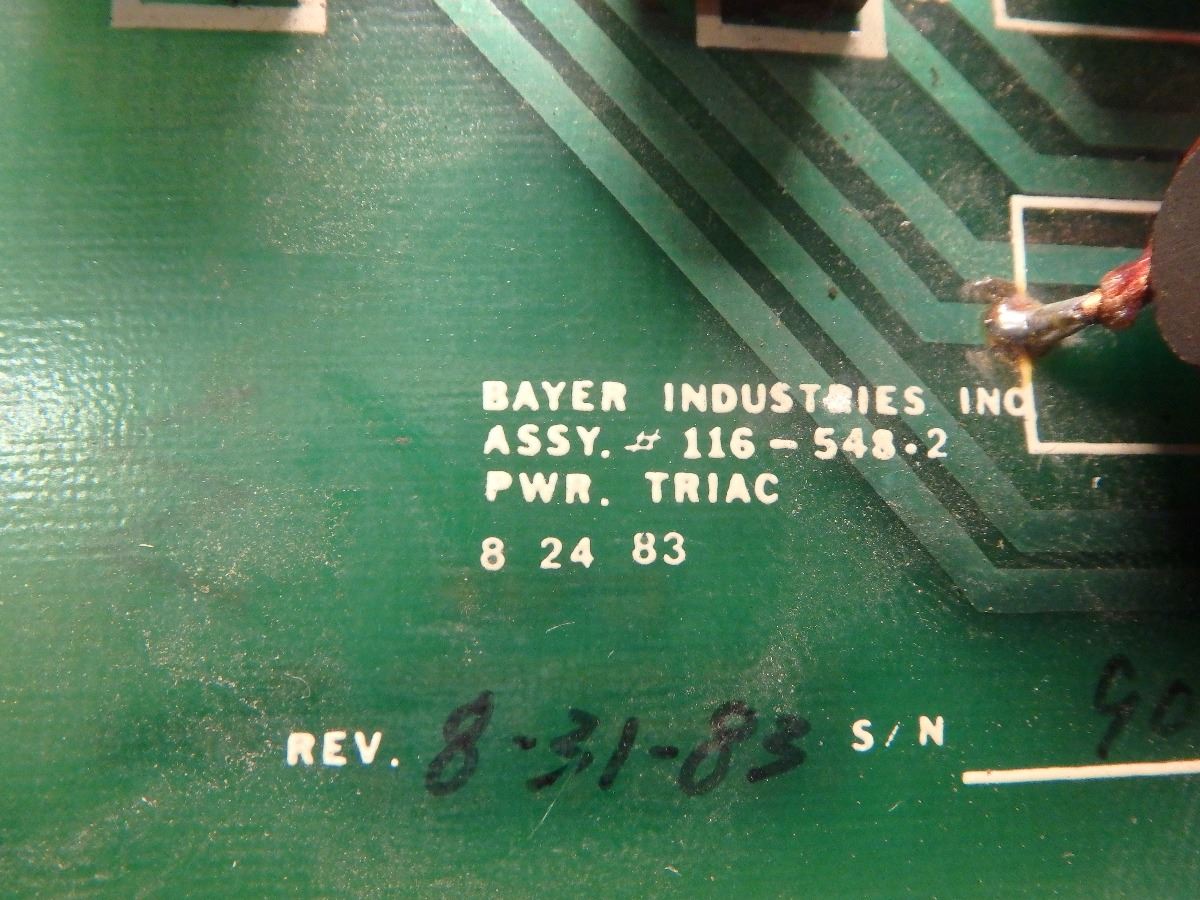 BAYER INDUSTRIES INC
ASSY. # 116-548.2
PWR. TRIAC
8 24 83
REV. 8-31-83 S/N